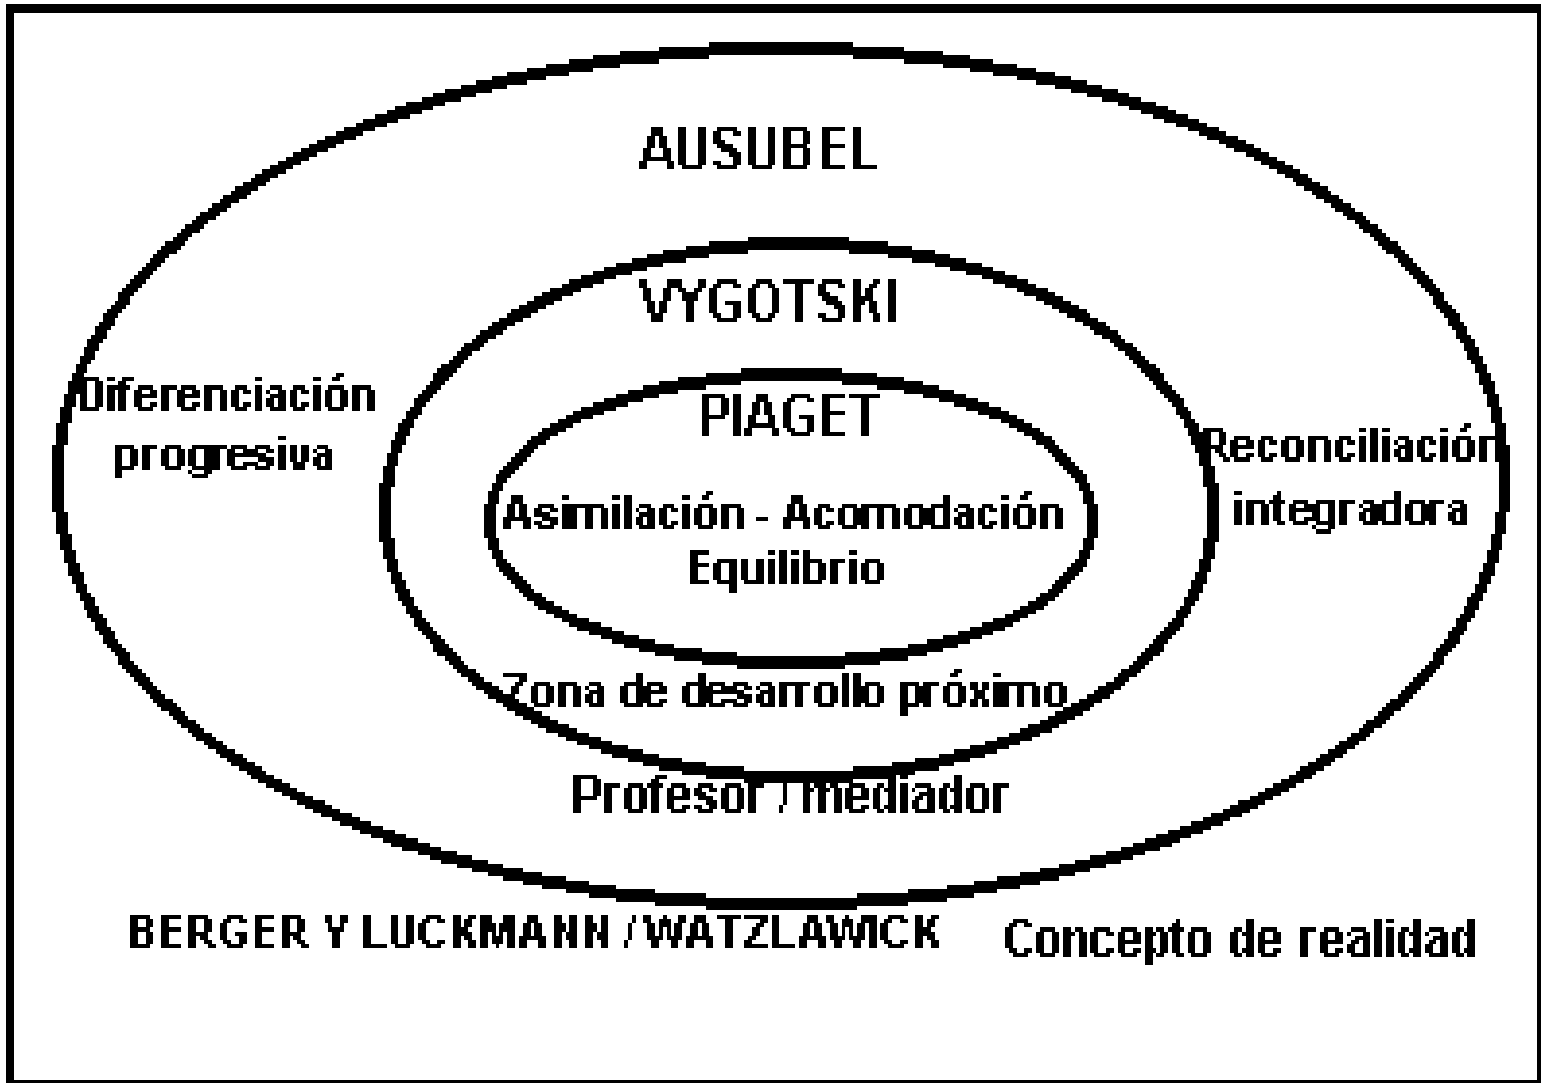 AUSUBEL
VYGOTSKI
Diferenciación
progresiva
PIAGET
Reconciliación
integradora
Asimilación - Acomodación
Equilibrio
Zona de desarrollo próximo
Profesor / mediador
BERGER Y LUCKMANN / WATZLAWICK
Concepto de realidad